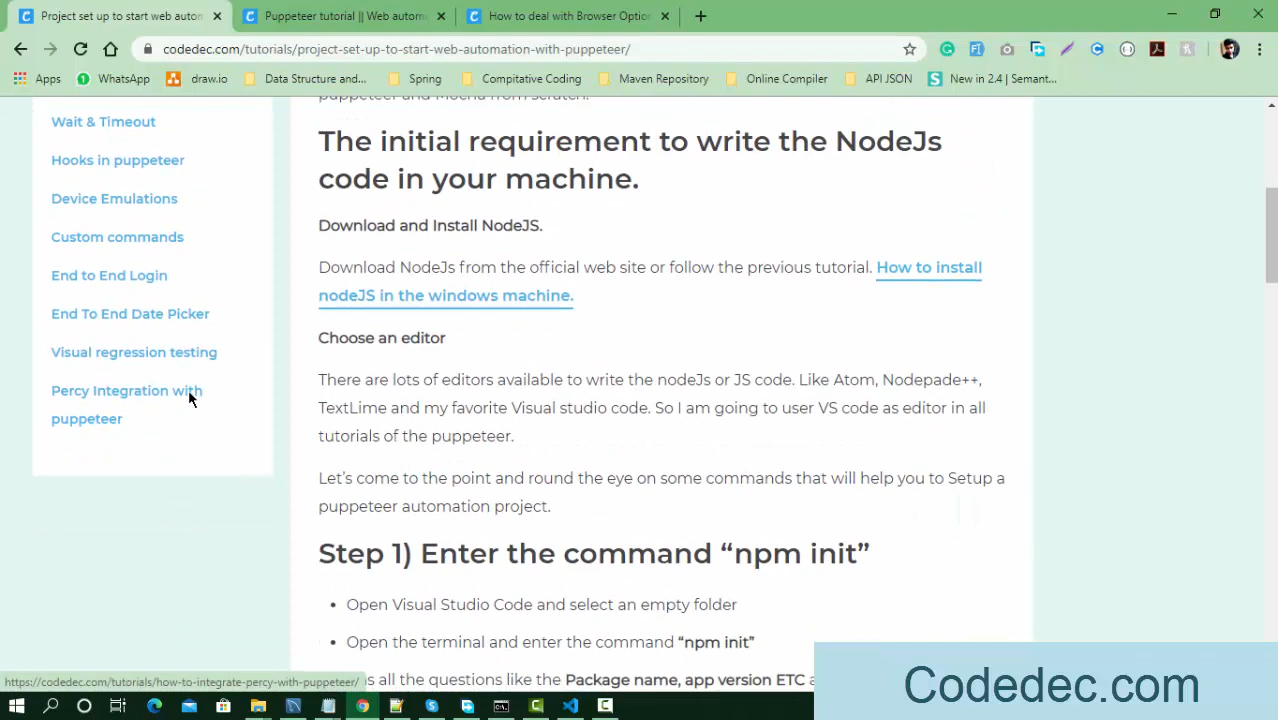 Project set up to start web autom
Puppeteer tutorial || Web autom
How to deal with Browser Option
codedec.com/tutorials/project-set-up-to-start-web-automation-with-puppeteer/
Apps WhatsApp draw.io Data Structure and... Spring Compitative Coding Maven Repository Online Compiler API JSON New in 2.4 | Semant...
Wait & Timeout
Hooks in puppeteer
Device Emulations
Custom commands
End to End Login
End To End Date Picker
Visual regression testing
Percy Integration with
puppeteer
puppeteer and Mocha from scratch.
The initial requirement to write the NodeJs
code in your machine.
Download and Install NodeJS.
Download NodeJs from the official web site or follow the previous tutorial. How to install
nodeJS in the windows machine.
Choose an editor
There are lots of editors available to write the nodeJs or JS code. Like Atom, Nodepade++,
TextLime and my favorite Visual studio code. So I am going to user VS code as editor in all
tutorials of the puppeteer.
Let's come to the point and round the eye on some commands that will help you to Setup a
puppeteer automation project.
Step 1) Enter the command “npm init”
• Open Visual Studio Code and select an empty folder
• Open the terminal and enter the command “npm init”
all the questions like the Package name, app version ETC
https://codedec.com/tutorials/how-to-integrate-percy-with-puppeteer/
Codedec.com